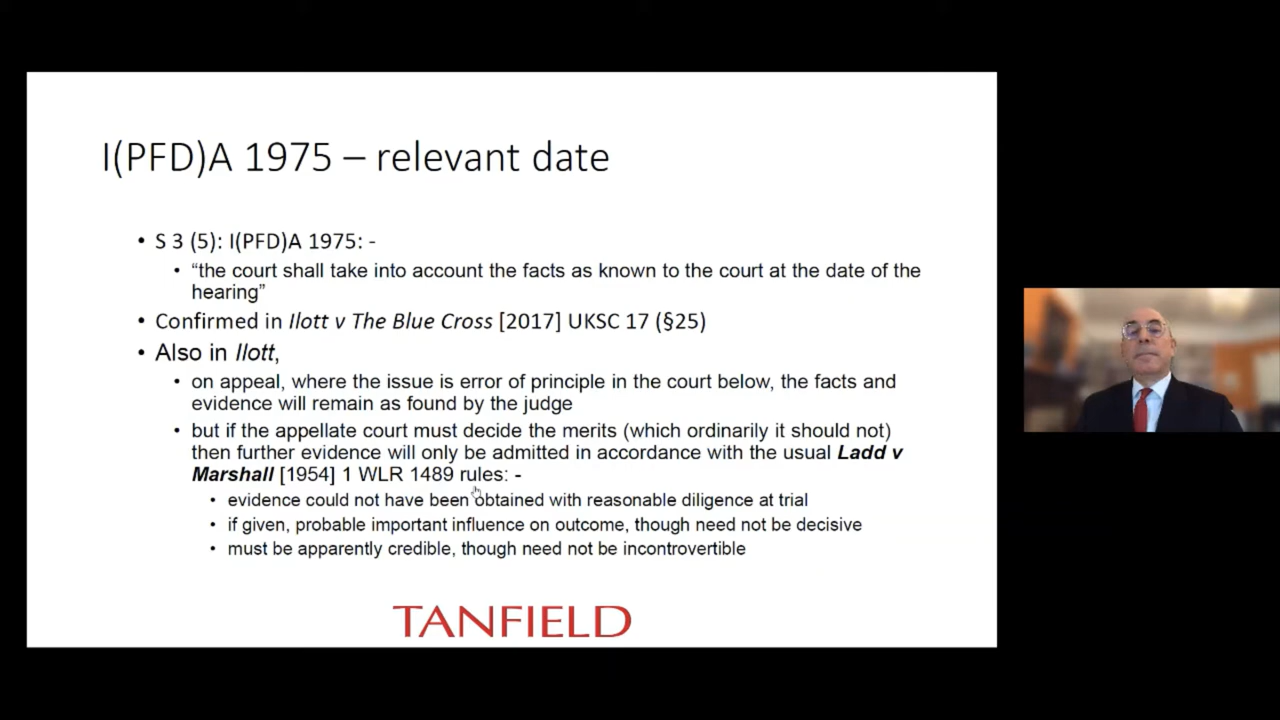 I(PFD)A 1975 – relevant date
• S 3 (5): I(PFD)A 1975: -
• “the court shall take into account the facts as known to the court at the date of the
hearing”
• Confirmed in Ilott v The Blue Cross [2017] UKSC 17 (§25)
• Also in Ilott,
• on appeal, where the issue is error of principle in the court below, the facts and
evidence will remain as found by the judge
• but if the appellate court must decide the merits (which ordinarily it should not)
then further evidence will only be admitted in accordance with the usual Ladd v
Marshall [1954] 1 WLR 1489 rules: -
• evidence could not have been obtained with reasonable diligence at trial
• if given, probable important influence on outcome, though need not be decisive
• must be apparently credible, though need not be incontrovertible
TANFIELD